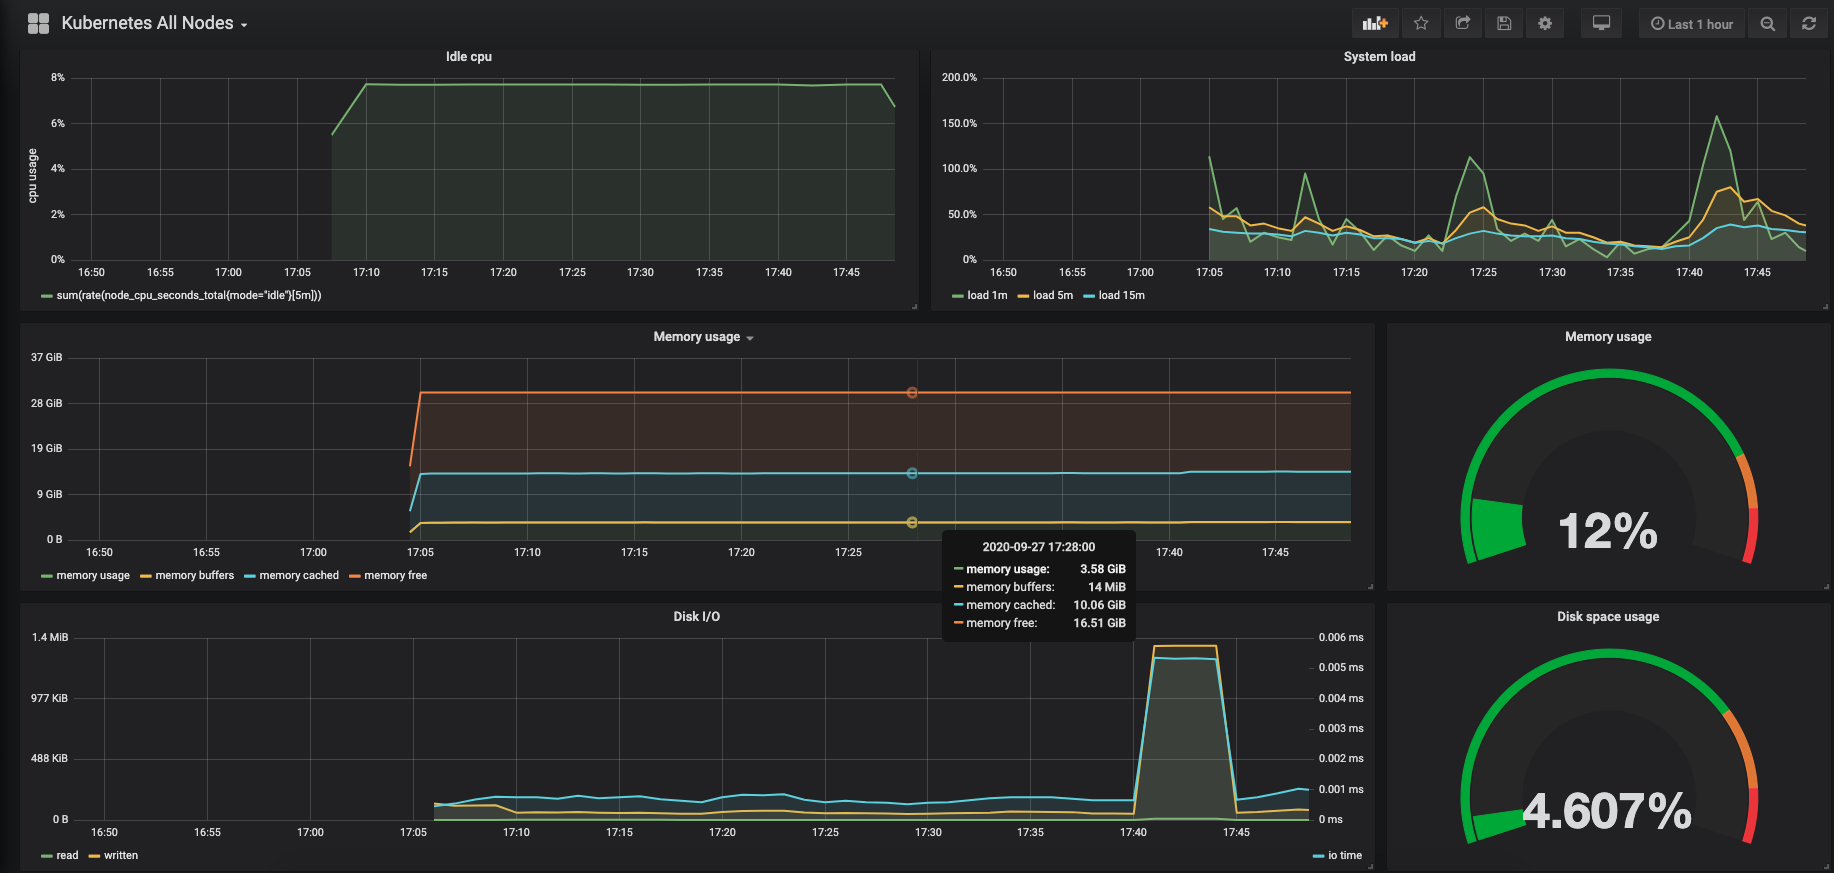 Kubernetes All Nodes
Last 1 hour
Idle cpu
cpu usage
8%
6%
4%
2%
0%
16:50 16:55 17:00 17:05 17:10 17:15 17:20 17:25 17:30 17:35 17:40 17:45
sum(rate(node_cpu_seconds_total{mode="idle"}[5m]))
System load
200.0%
150.0%
100.0%
50.0%
0%
16:50 16:55 17:00 17:05 17:10 17:15 17:20 17:25 17:30 17:35 17:40 17:45
load 1m load 5m load 15m
Memory usage
37 GiB
28 GiB
19 GiB
9 GiB
0 B
16:50 16:55 17:00 17:05 17:10 17:15 17:20 17:25 17:40 17:45
memory usage memory buffers memory cached memory free
2020-09-27 17:28:00
memory usage: 3.58 GiB
memory buffers: 14 MiB
memory cached: 10.06 GiB
memory free: 16.51 GiB
Memory usage
12%
Disk I/O
1.4 MiB
977 KiB
488 KiB
0 B
0.006 ms
0.005 ms
0.004 ms
0.003 ms
0.002 ms
0.001 ms
0 ms
16:50 16:55 17:00 17:05 17:10 17:15 17:20 17:25 17:30 17:35 17:40 17:45
read written
io time
Disk space usage
4.607%